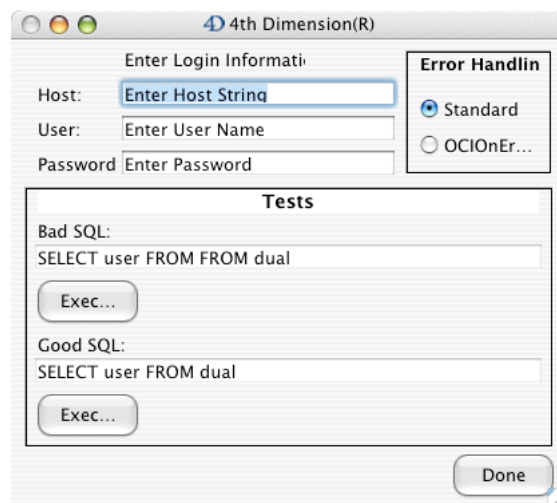 4D 4th Dimension(R)
Enter Login Informati
Error Handlin
Host:
Enter Host String
Standard
User:
Enter User Name
OCIOnEr...
Password
Enter Password
Tests
Bad SQL:
SELECT user FROM FROM dual
Exec...
Good SQL:
SELECT user FROM dual
Exec...
Done